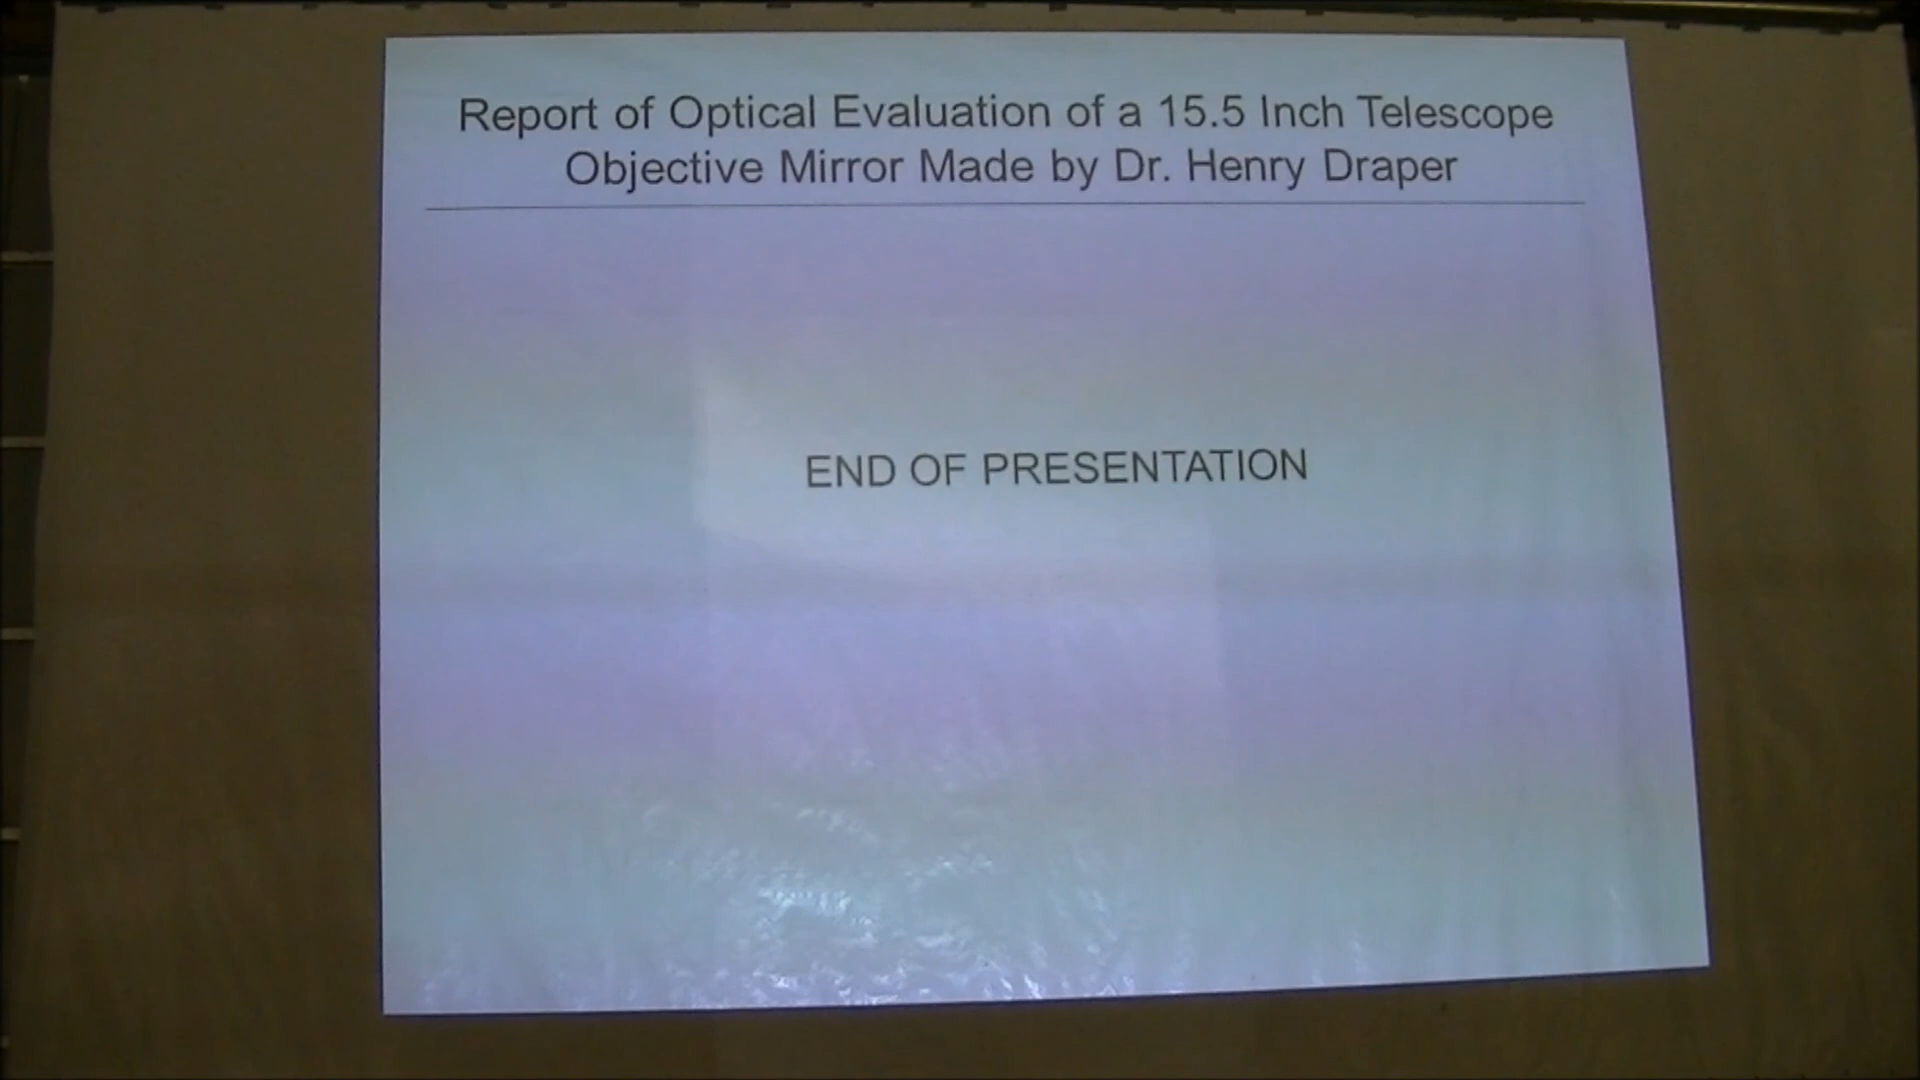 Report of Optical Evaluation of a 15.5 Inch Telescope
Objective Mirror Made by Dr. Henry Draper
END OF PRESENTATION